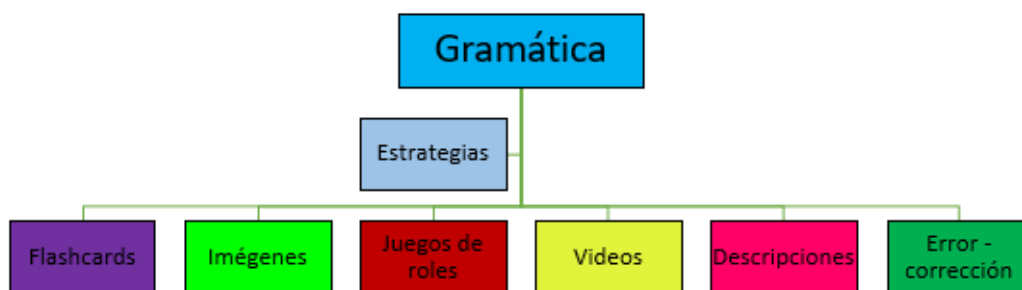 Gramática
Estrategias
Flashcards
Imégenes
Juegos de
roles
Videos
Descripciones
Error -
corrección